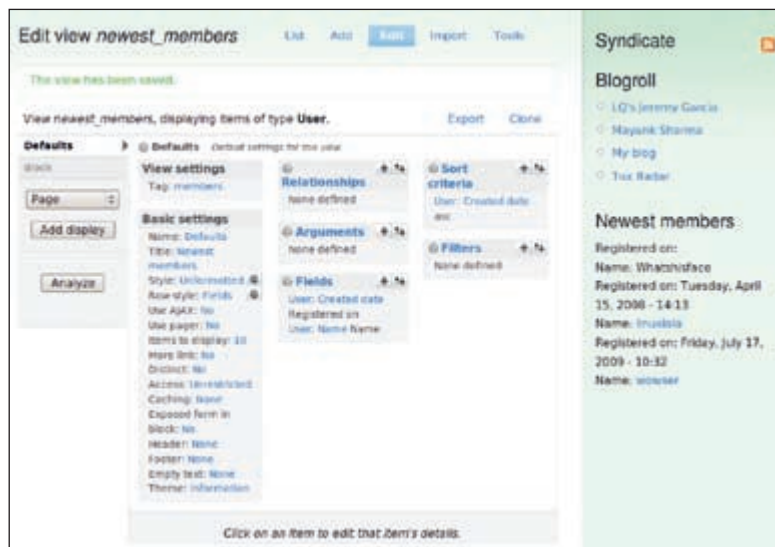 Edit view newest_members
List Add Edit Import Tools
The view has been saved.
View newest_members, displaying items of type User.
Export Clone
Defaults
Block
Page
Add display
Analyze
Defaults Default settings for this view.
View settings
Tag: members
Basic settings
Name: Defaults
Title: Newest
members
Style: Unformatted
Row style: Fields
Use AJAX: No
Use pager: No
Items to display: 10
More link: No
Distinct: No
Access: Unrestricted
Caching: None
Exposed form in
block: No
Header: None
Footer: None
Empty text: None
Theme: Information
Relationships
None defined
Arguments
None defined
Fields
User: Created date
Registered on
User: Name Name
Sort
criteria
User: Created date
asc
Filters
None defined
Click on an item to edit that item's details.
Syndicate
Blogroll
LQ's Jeremy Garcia
Mayank Sharma
My blog
Tux Radar
Newest members
Registered on:
Name: Whatshisface
Registered on: Tuesday, April
15, 2008 - 14:13
Name:
Registered on: Friday, July 17,
2009 - 10:32
Name: wowser